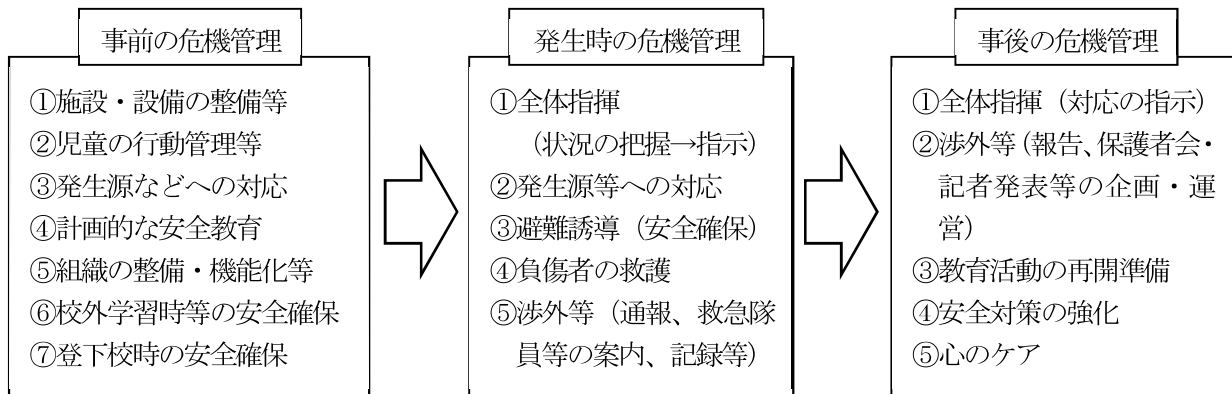 事前の危機管理
①施設・設備の整備等
②児童の行動管理等
③発生源などへの対応
④計画的な安全教育
⑤組織の整備・機能化等
⑥校外学習時等の安全確保
⑦登下校時の安全確保
発生時の危機管理
①全体指揮
(状況の把握→指示)
②発生源等への対応
③避難誘導(安全確保)
④負傷者の救護
⑤渉外等(通報、救急隊
員等の案内、記録等)
事後の危機管理
①全体指揮(対応の指示)
②渉外等(報告、保護者会・
記者発表等の企画・運
営)
③教育活動の再開準備
④安全対策の強化
⑤心のケア